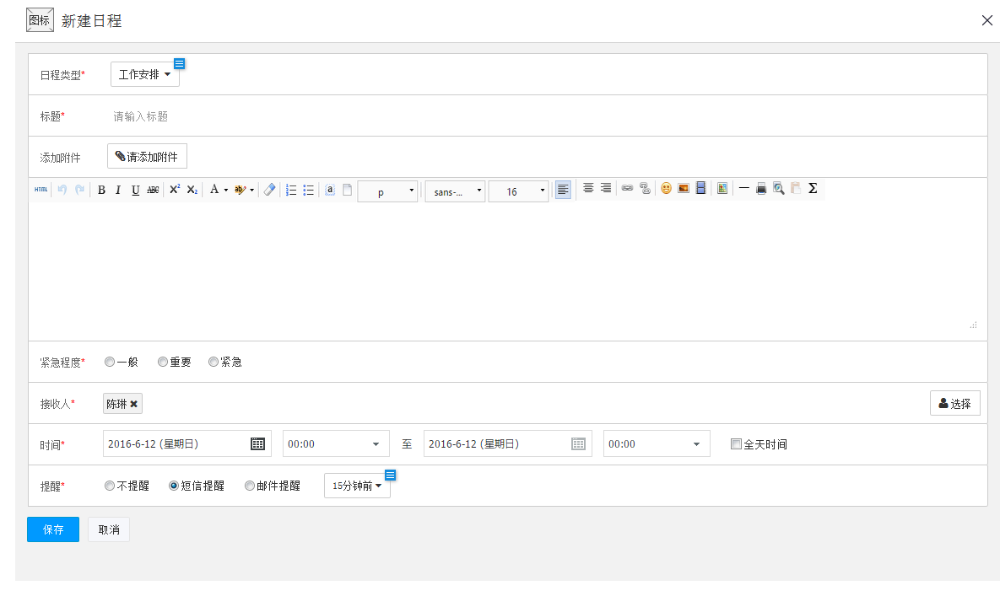 图标 新建日程
日程类型* 工作安排
标题* 请输入标题
添加附件 请添加附件
HTML B I U ABC X² X₂ A ab a p sans-... 16 Σ
紧急程度* 一般 重要 紧急
接收人* 陈琳 选择
时间* 2016-6-12 (星期日) 00:00 至 2016-6-12 (星期日) 00:00 全天时间
提醒* 不提醒 短信提醒 邮件提醒 15分钟前
保存 取消